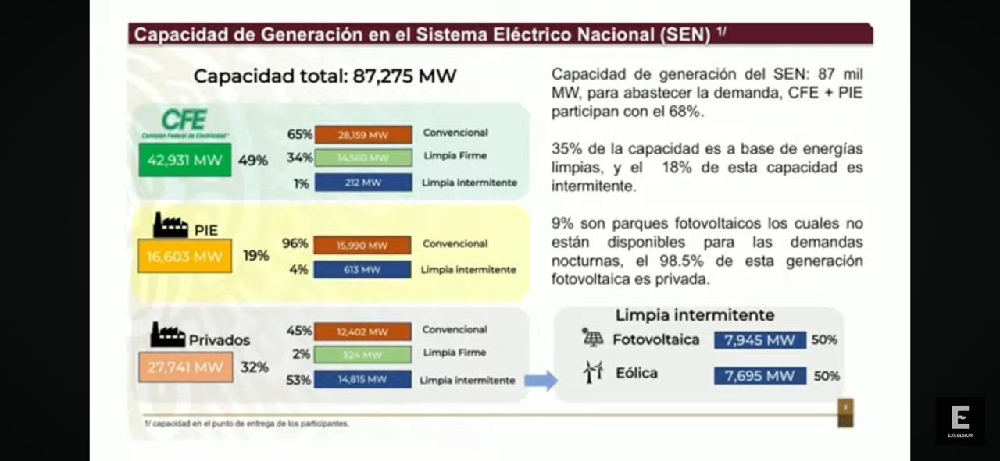 Capacidad de Generación en el Sistema Eléctrico Nacional (SEN) 1/
Capacidad total: 87,275 MW
CFE
Comisión Federal de Electricidad
42,931 MW 49%
65% 28,159 MW Convencional
34% 14,560 MW Limpia Firme
1% 212 MW Limpia intermitente
PIE
16,603 MW 19%
96% 15,990 MW Convencional
4% 613 MW Limpia intermitente
Privados
27,741 MW 32%
45% 12,402 MW Convencional
2% 524 MW Limpia Firme
53% 14,815 MW Limpia intermitente
Capacidad de generación del SEN: 87 mil
MW, para abastecer la demanda, CFE + PIE
participan con el 68%.
35% de la capacidad es a base de energías
limpias, y el 18% de esta capacidad es
intermitente.
9% son parques fotovoltaicos los cuales no
están disponibles para las demandas
nocturnas, el 98.5% de esta generación
fotovoltaica es privada.
Limpia intermitente
Fotovoltaica 7,945 MW 50%
Eólica 7,695 MW 50%
2
1/ capacidad en el punto de entrega de los participantes.
E
EXCELSIOR